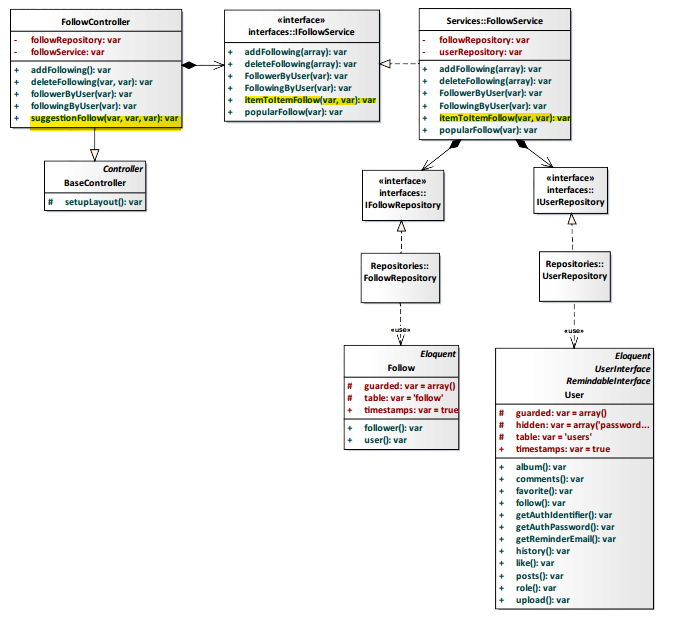 FollowController
- followRepository: var
- followService: var
+ addFollowing(): var
+ deleteFollowing(var, var): var
+ followerByUser(var): var
+ followingByUser(var): var
+ suggestionFollow(var, var, var): var
«interface»
interfaces::IFollowService
+ addFollowing(array): var
+ deleteFollowing(array): var
+ FollowerByUser(var): var
+ FollowingByUser(var): var
+ itemToItemFollow(var, var): var
+ popularFollow(var): var
Services::FollowService
- followRepository: var
- userRepository: var
+ addFollowing(array): var
+ deleteFollowing(array): var
+ FollowerByUser(var): var
+ FollowingByUser(var): var
+ itemToItemFollow(var, var): var
+ popularFollow(var): var
Controller
BaseController
# setupLayout(): var
«interface»
interfaces::
IFollowRepository
«interface»
interfaces::
IUserRepository
Repositories::
FollowRepository
Repositories::
UserRepository
«use»
«use»
Eloquent
Follow
# guarded: var = array()
# table: var = 'follow'
+ timestamps: var = true
+ follower(): var
+ user(): var
Eloquent
UserInterface
RemindableInterface
User
# guarded: var = array()
# hidden: var = array('password...
# table: var = 'users'
+ timestamps: var = true
+ album(): var
+ comments(): var
+ favorite(): var
+ follow(): var
+ getAuthIdentifier(): var
+ getAuthPassword(): var
+ getReminderEmail(): var
+ history(): var
+ like(): var
+ posts(): var
+ role(): var
+ upload(): var